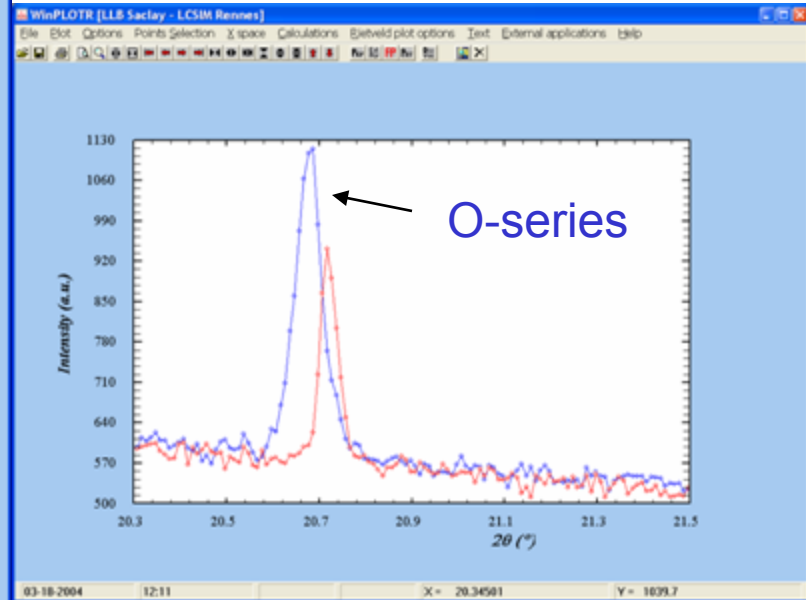 WinPLOTR [LLB Saclay - LCSIM Rennes]
File Plot Options Points Selection X space Calculations Rietveld plot options Text External applications Help
1130
1060
990
920
850
780
710
640
570
500
Intensity (a.u.)
O-series
20.3 20.5 20.7 20.9 21.1 21.3 21.5
2θ (°)
03-18-2004 12:11 X = 20.34501 Y = 1039.7